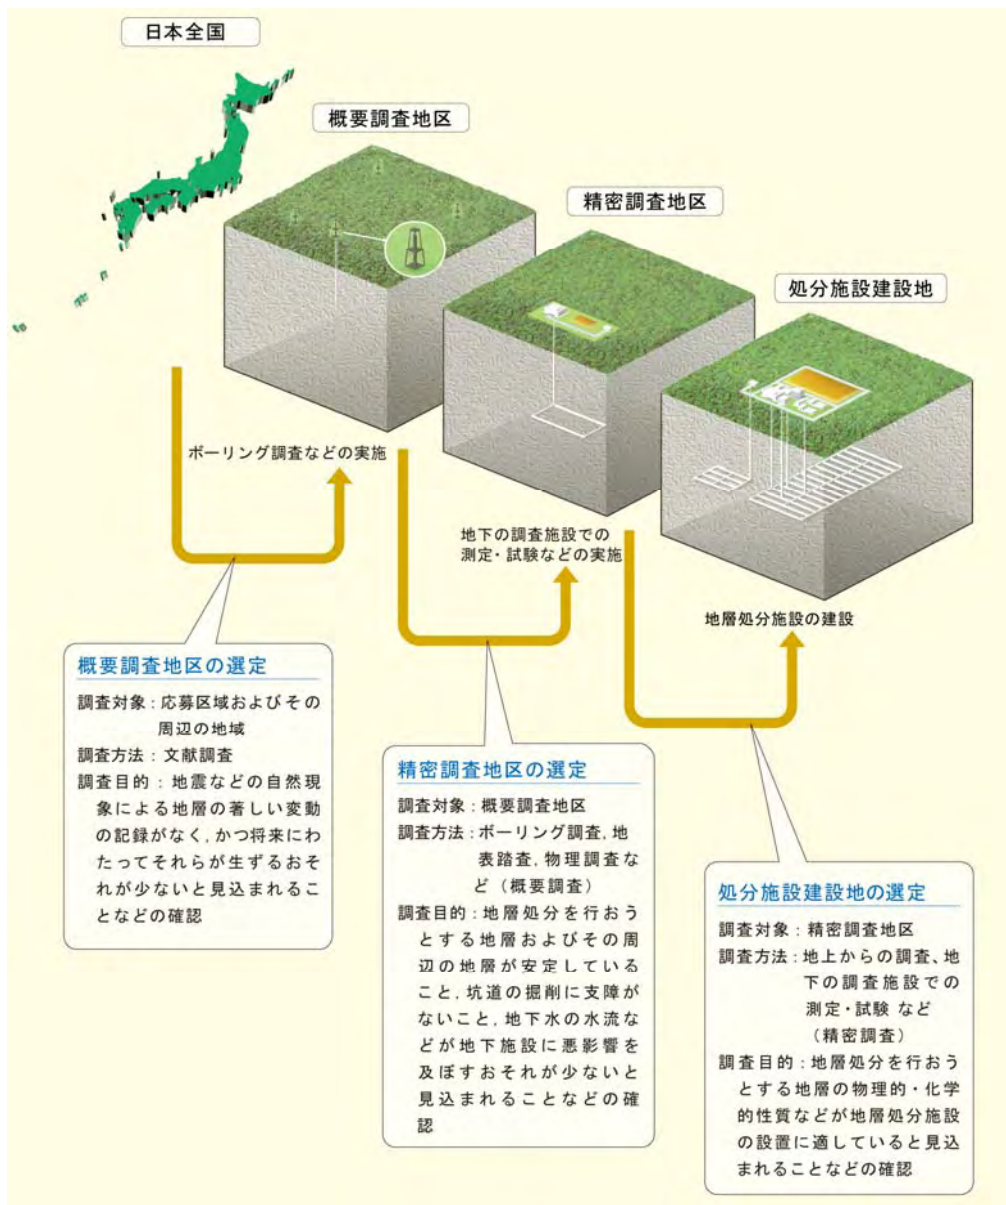 日本全国
概要調査地区
精密調査地区
処分施設建設地
ボーリング調査などの実施
地下の調査施設での
測定・試験などの実施
地層処分施設の建設
概要調査地区の選定
調査対象：応募区域およびその
周辺の地域
調査方法：文献調査
調査目的：地震などの自然現
象による地層の著しい変動
の記録がなく，かつ将来にわ
たってそれらが生ずるおそ
れが少ないと見込まれるこ
となどの確認
精密調査地区の選定
調査対象：概要調査地区
調査方法：ボーリング調査，地
表踏査，物理調査な
ど（概要調査）
調査目的：地層処分を行おう
とする地層およびその周
辺の地層が安定している
こと，坑道の掘削に支障が
ないこと，地下水の水流な
どが地下施設に悪影響を
及ぼすおそれが少ないと
見込まれることなどの確
認
処分施設建設地の選定
調査対象：精密調査地区
調査方法：地上からの調査、地
下の調査施設での
測定・試験 など
（精密調査）
調査目的：地層処分を行おう
とする地層の物理的・化学
的性質などが地層処分施設
の設置に適していると見込
まれることなどの確認